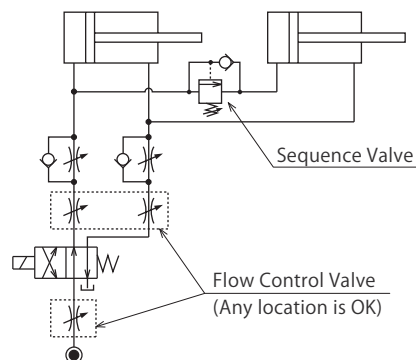 Sequence Valve
Flow Control Valve
(Any location is OK)